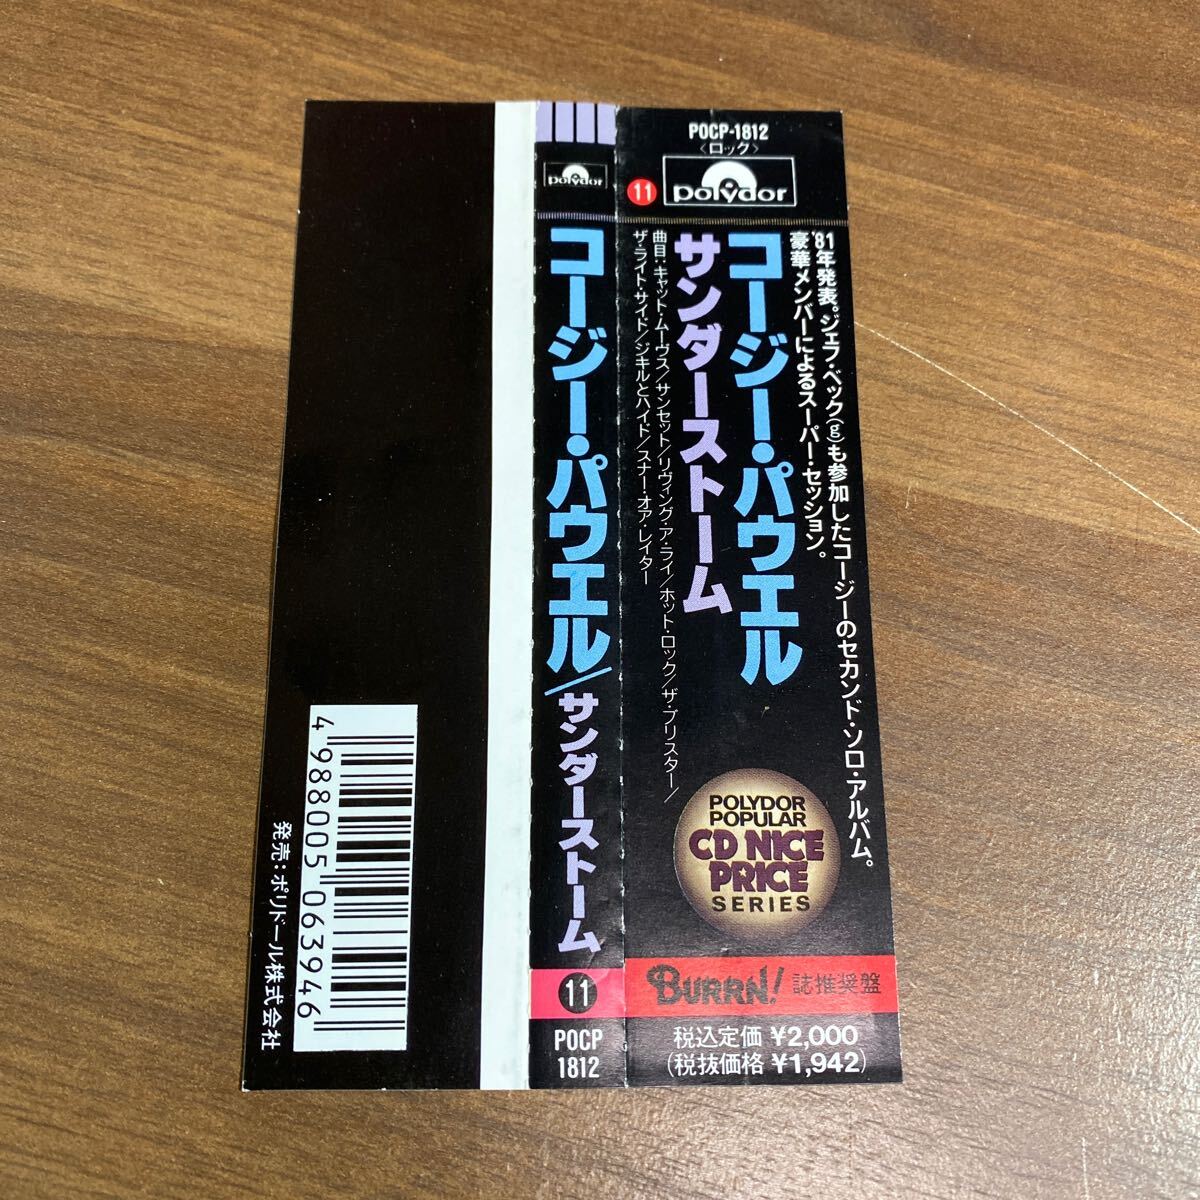 POCP-1812
〈ロック〉
11
polydor
'81年発表。ジェフ・ベック(g)も参加したコージーのセカンド・ソロ・アルバム。
豪華メンバーによるスーパー・セッション。
コージー・パウエル
サンダーストーム
曲目:キャット・ムーヴス/サンセット/リヴィング・ア・ライ/ホット・ロック/ザ・ブリスター/
ザ・ライト・サイド/ジキルとハイド/スナー・オア・レイター
POLYDOR
POPULAR
CD NICE
PRICE
SERIES
BURRN! 誌推奨盤
税込定価 ¥2,000
(税抜価格 ¥1,942)
polydor
コージー・パウエル/サンダーストーム
11
POCP
1812
4 988005 063946
発売:ポリドール株式会社